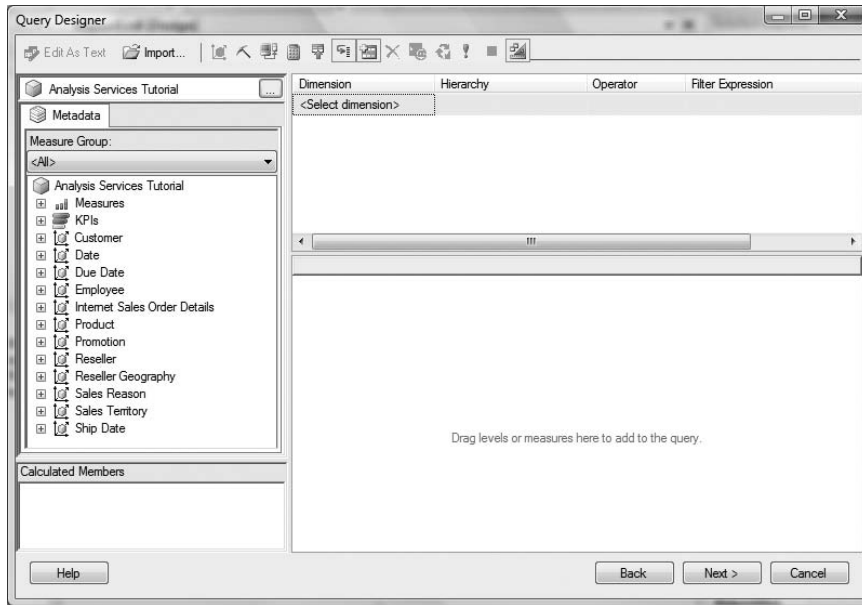 Query Designer
Edit As Text Import...
Analysis Services Tutorial ...
Metadata
Measure Group:
<All>
Analysis Services Tutorial
Measures
KPIs
Customer
Date
Due Date
Employee
Internet Sales Order Details
Product
Promotion
Reseller
Reseller Geography
Sales Reason
Sales Territory
Ship Date
Calculated Members
Dimension Hierarchy Operator Filter Expression
<Select dimension>
Drag levels or measures here to add to the query.
Help Back Next > Cancel